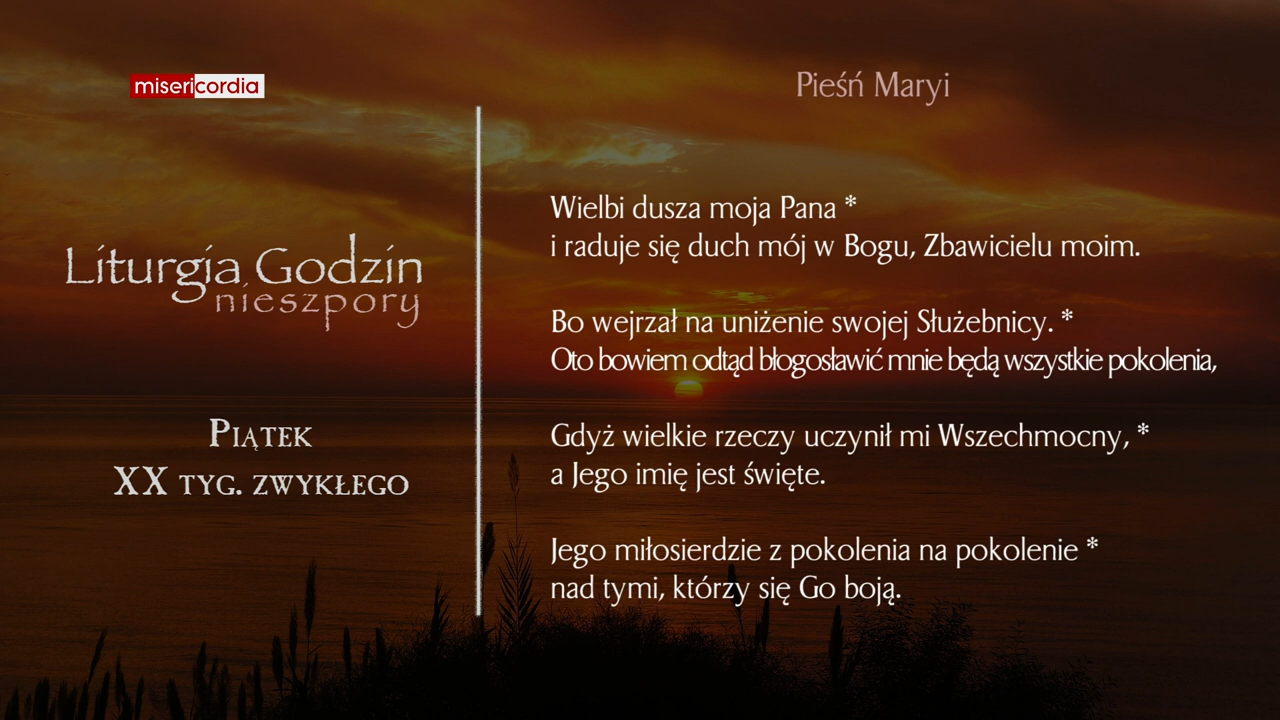 misericordia
Liturgia Godzin
nieszpory
Piątek
XX tyg. zwykłego
Pieśń Maryi
Wielbi dusza moja Pana *
i raduje się duch mój w Bogu, Zbawicielu moim.
Bo wejrzał na uniżenie swojej Służebnicy. *
Oto bowiem odtąd błogosławić mnie będą wszystkie pokolenia,
Gdyż wielkie rzeczy uczynił mi Wszechmocny, *
a Jego imię jest święte.
Jego miłosierdzie z pokolenia na pokolenie *
nad tymi, którzy się Go boją.